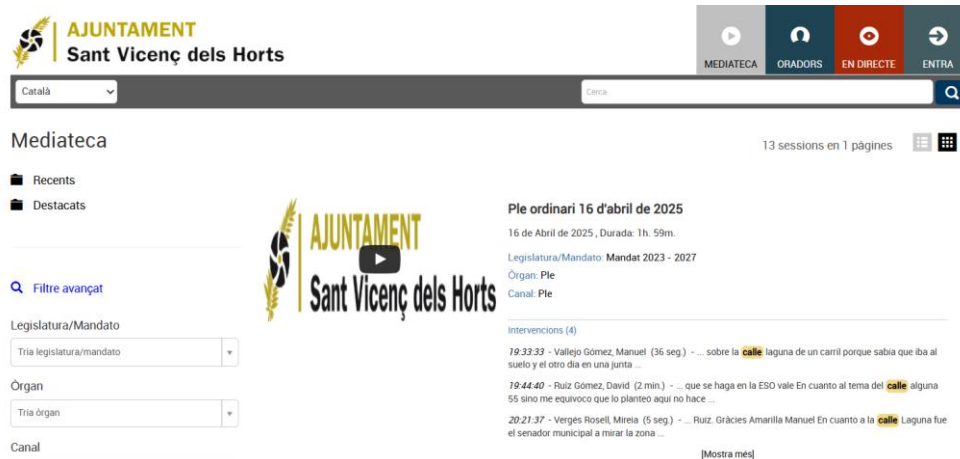 AJUNTAMENT
Sant Vicenç dels Horts
MEDIATECA
ORADORS
EN DIRECTE
ENTRA
Català
Cerca
Mediateca
13 sessions en 1 pàgines
Recents
Destacats
Filtre avançat
Legislatura/Mandato
Tria legislatura/mandato
Òrgan
Tria òrgan
Canal
AJUNTAMENT
Sant Vicenç dels Horts
Ple ordinari 16 d'abril de 2025
16 de Abril de 2025 , Durada: 1h. 59m.
Legislatura/Mandato: Mandat 2023 - 2027
Òrgan: Ple
Canal: Ple
Intervencions (4)
19:33:33 - Vallejo Gómez, Manuel (36 seg.) - ... sobre la calle laguna de un carril porque sabia que iba al
suelo y el otro día en una junta ...
19:44:40 - Ruiz Gómez, David (2 min.) - ... que se haga en la ESO vale En cuanto al tema del calle alguna
55 sino me equivoco que lo planteó aquí no hace ...
20:21:37 - Vergés Rosell, Mireia (5 seg.) - ... Ruiz. Gràcies Amarilla Manuel En cuanto a la calle Laguna fue
el senador municipal a mirar la zona ...
[Mostra més]